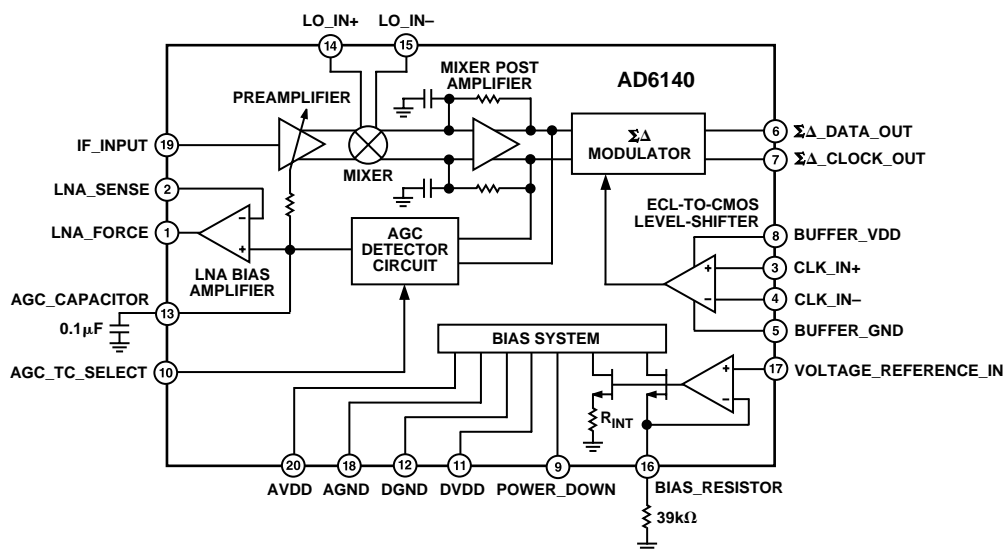 LO_IN+ LO_IN–
14 15
MIXER POST
AMPLIFIER
AD6140
PREAMPLIFIER
IF_INPUT 19
MIXER
ΣΔ
MODULATOR
6 ΣΔ_DATA_OUT
7 ΣΔ_CLOCK_OUT
LNA_SENSE 2
–
LNA_FORCE 1
+
LNA BIAS
AMPLIFIER
AGC
DETECTOR
CIRCUIT
ECL-TO-CMOS
LEVEL-SHIFTER
8 BUFFER_VDD
+ 3 CLK_IN+
– 4 CLK_IN–
5 BUFFER_GND
AGC_CAPACITOR
13
0.1μF
AGC_TC_SELECT 10
BIAS SYSTEM
+
–
17 VOLTAGE_REFERENCE_IN
RINT
20 18 12 11 9 16
AVDD AGND DGND DVDD POWER_DOWN BIAS_RESISTOR
39kΩ